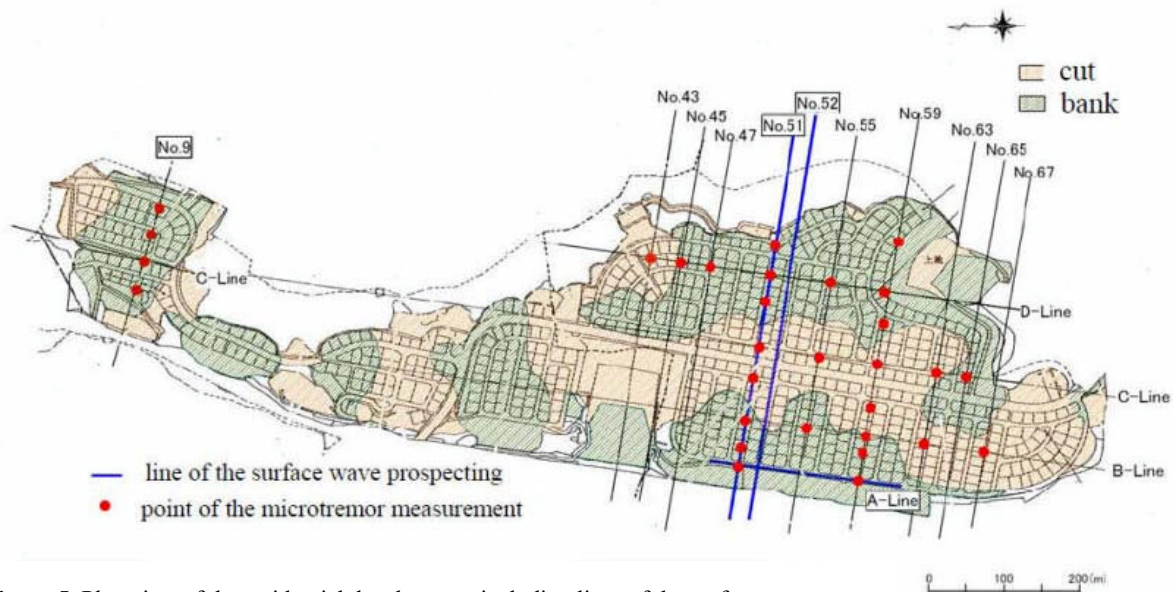 cut
bank
No.43
No.45
No.47
No.51
No.52
No.55
No.59
No.63
No.65
No.67
No.9
C-Line
D-Line
C-Line
B-Line
A-Line
line of the surface wave prospecting
point of the microtremor measurement
0 100 200(m)